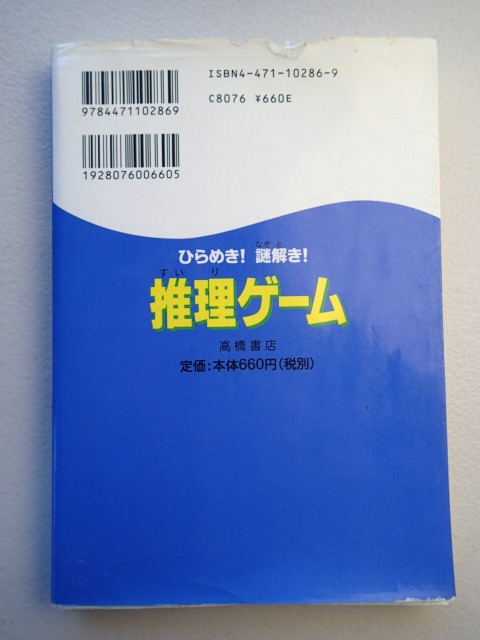 ISBN4-471-10286-9
C8076 ¥660E
9784471102869
1928076006605
ひらめき! 謎解き!
なぞと
すいり
推理ゲーム
高橋書店
定価:本体660円(税別)